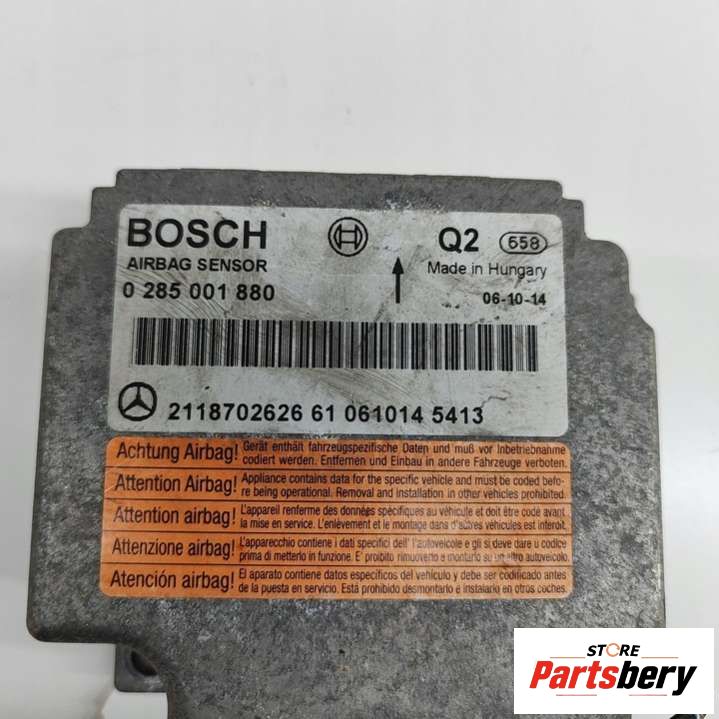 BOSCH
AIRBAG SENSOR
0 285 001 880
Q2 658
Made in Hungary
06-10-14
2118702626 61 061014 5413
Achtung Airbag! Gerät enthält fahrzeugspezifische Daten und muß vor Inbetriebnahme
codiert werden. Entfernen und Einbau in andere Fahrzeuge verboten.
Attention Airbag! Appliance contains data for the specific vehicle and must be coded befo-
re being operational. Removal and installation in other vehicles prohibited.
Attention airbag! L'appareil renferme des données spécifiques au véhicule et doit être codé avant
la mise en service. L'enlèvement et le montage dans d'autres véhicules est interdit.
Attenzione airbag! L'apparecchio contiene i dati specifici dell' l'autoveicolo e gli si deve dare u codice
prima di metterlo in funzione. E' proibito rimuoverlo e montarlo su un altro autoveicolo.
Atención airbag! El aparato contiene datos específicos del vehículo y debe ser codificado antes
de la puesta en servicio. Está prohibido desmontarlo e instalarlo en otros coches.
STORE
Partsbery